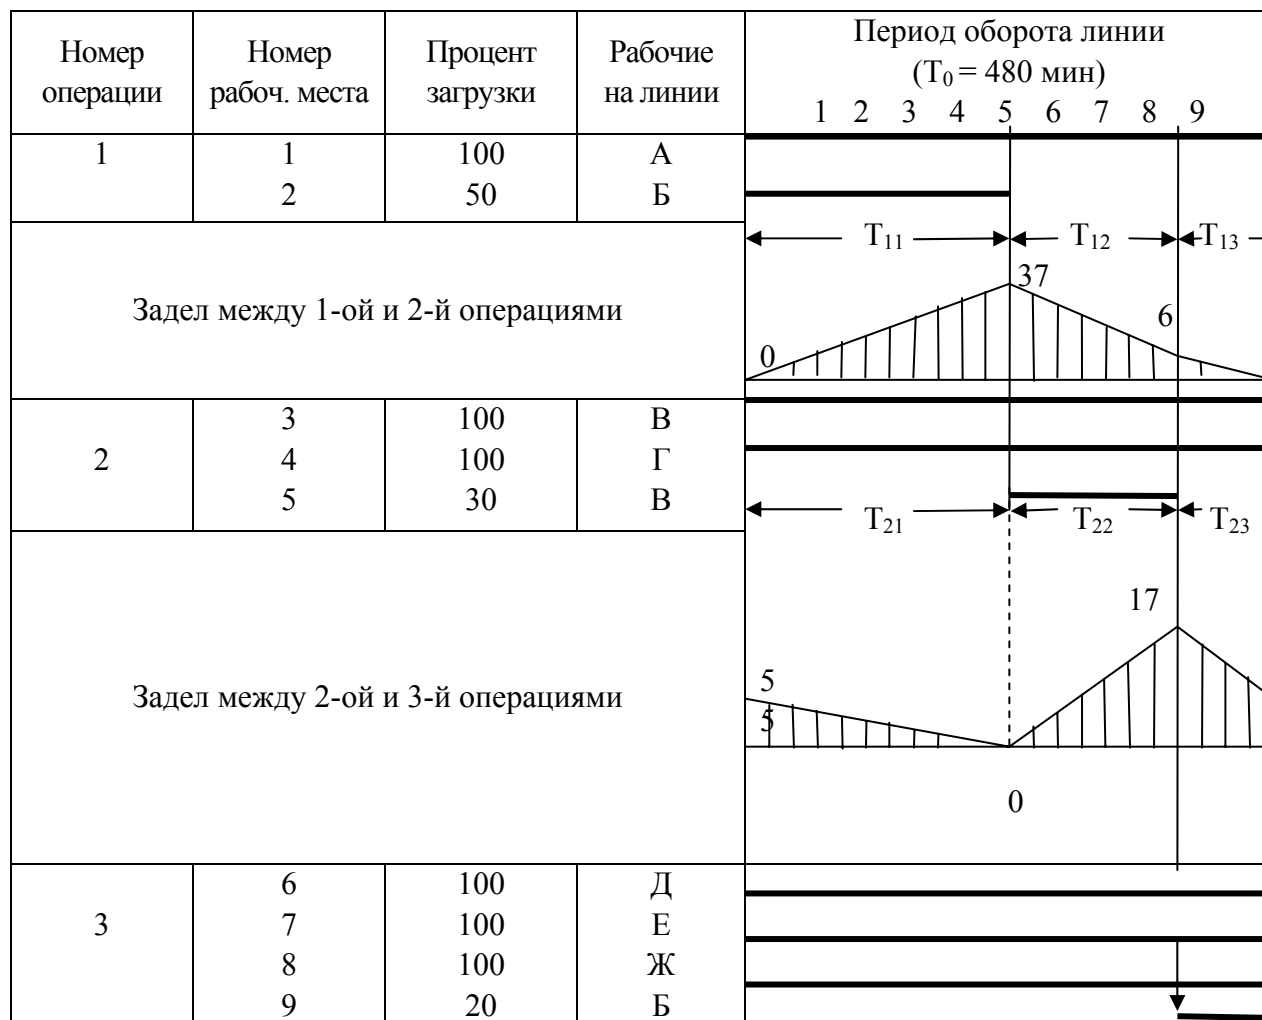 Номер операции
Номер рабоч. места
Процент загрузки
Рабочие на линии
Период оборота линии
(T₀ = 480 мин)
1 2 3 4 5 6 7 8 9
1 1 100 А
2 50 Б
T₁₁ T₁₂ T₁₃
Задел между 1-ой и 2-й операциями
0 37 6
3 100 В
2 4 100 Г
5 30 В
T₂₁ T₂₂ T₂₃
Задел между 2-ой и 3-й операциями
17
5
5
0
6 100 Д
3 7 100 Е
8 100 Ж
9 20 Б